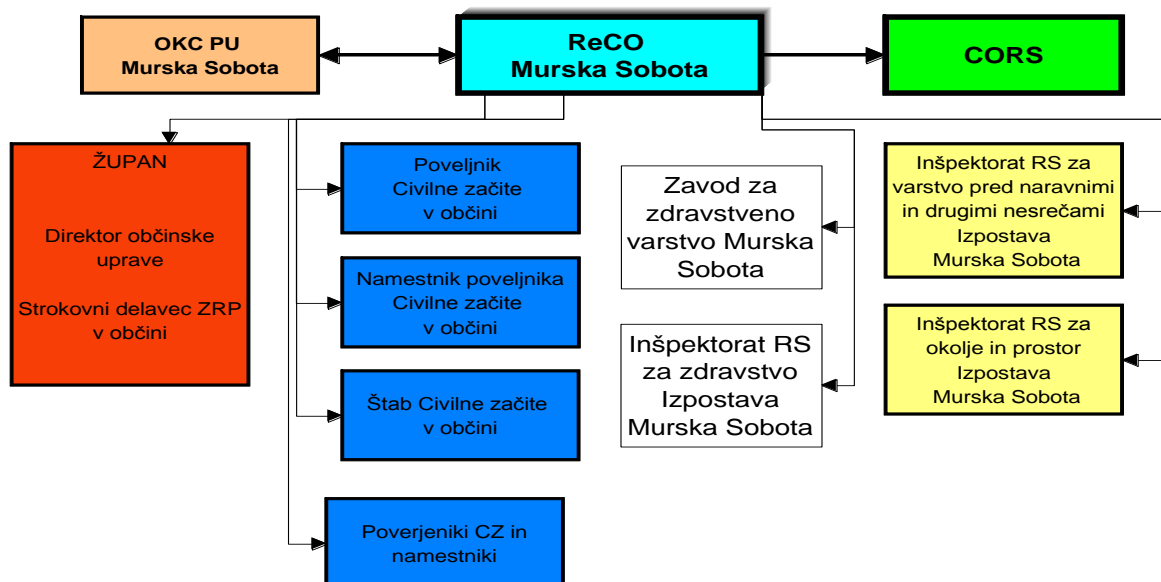 OKC PU
Murska Sobota
ReCO
Murska Sobota
CORS
ŽUPAN
Direktor občinske
uprave
Strokovni delavec ZRP
v občini
Poveljnik
Civilne začite
v občini
Namestnik poveljnika
Civilne začite
v občini
Štab Civilne začite
v občini
Poverjeniki CZ in
namestniki
Zavod za
zdravstveno
varstvo Murska
Sobota
Inšpektorat RS
za zdravstvo
Izpostava
Murska Sobota
Inšpektorat RS za
varstvo pred naravnimi
in drugimi nesrečami
Izpostava
Murska Sobota
Inšpektorat RS za
okolje in prostor
Izpostava
Murska Sobota